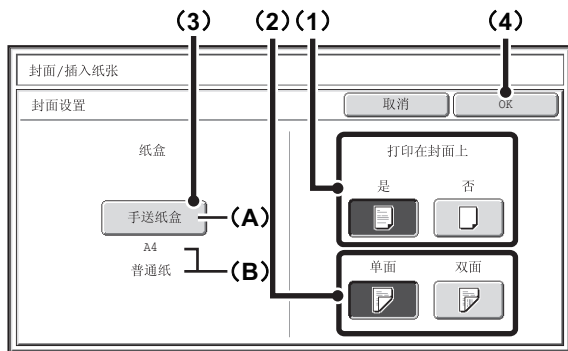 (3) (2) (1) (4)
封面/插入纸张
封面设置 取消 OK
纸盒 打印在封面上
是 否
手送纸盒 (A)
A4
普通纸 (B)
单面 双面